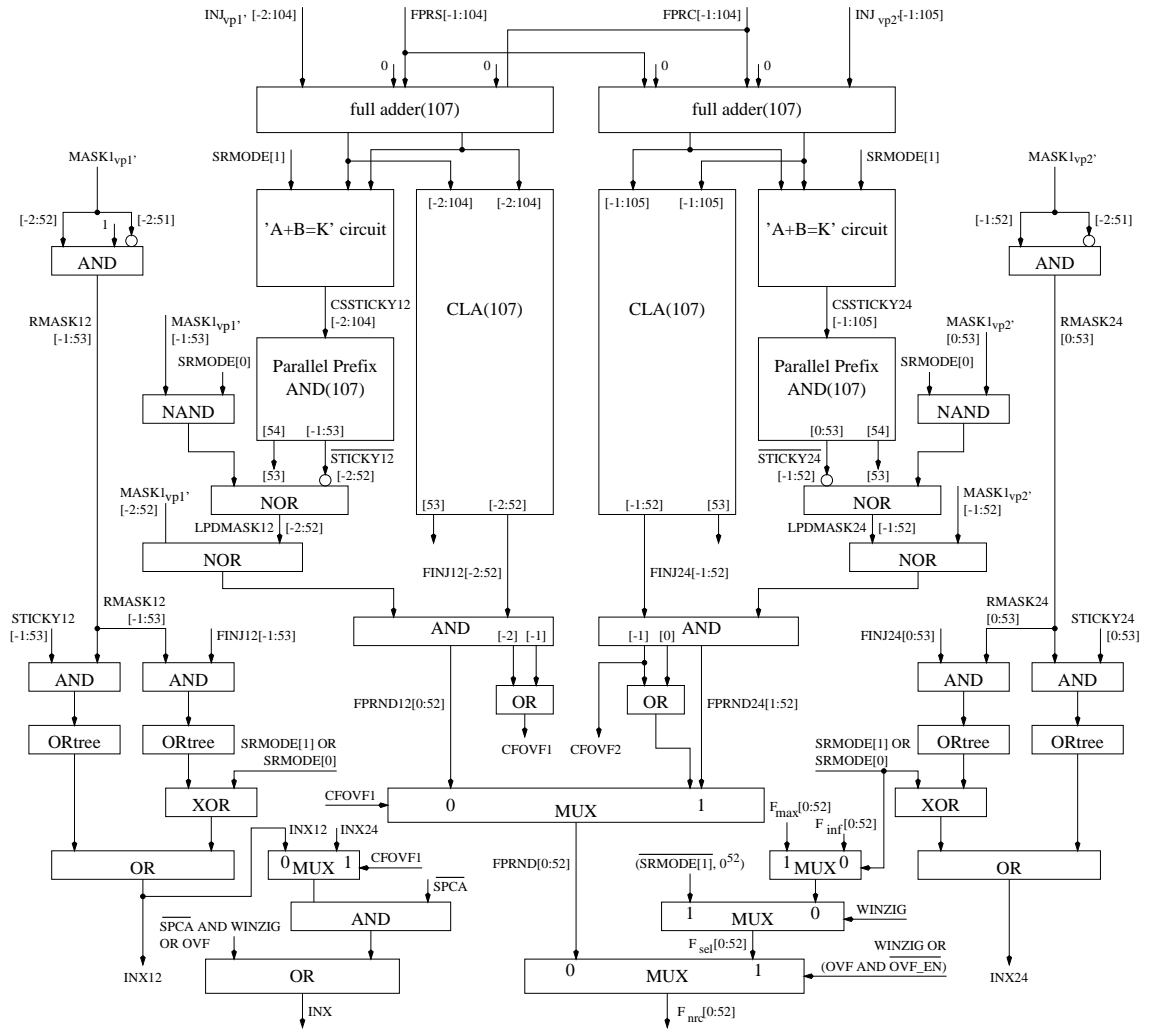 INJvp1', [-2:104]
FPRS[-1:104]
FPRC[-1:104]
INJvp2',[-1:105]
0
0
0
0
full adder(107)
full adder(107)
MASK1vp1'
SRMODE[1]
SRMODE[1]
MASK1vp2'
[-2:104]
[-2:104]
[-1:105]
[-1:105]
[-2:52]
1
[-2:51]
'A+B=K' circuit
'A+B=K' circuit
[-1:52]
[-2:51]
AND
AND
CLA(107)
CLA(107)
CSSTICKY12
[-2:104]
CSSTICKY24
[-1:105]
RMASK12
[-1:53]
MASK1vp1'
[-1:53]
MASK1vp2'
[0:53]
RMASK24
[0:53]
SRMODE[0]
Parallel Prefix
AND(107)
Parallel Prefix
AND(107)
SRMODE[0]
NAND
NAND
[54]
[-1:53]
[0:53]
[54]
STICKY12
[-2:52]
[53]
STICKY24
[-1:52]
[53]
MASK1vp1'
[-2:52]
NOR
[53]
[-2:52]
[-1:52]
[53]
NOR
MASK1vp2'
[-1:52]
LPDMASK12
[-2:52]
LPDMASK24
[-1:52]
NOR
NOR
FINJ12[-2:52]
FINJ24[-1:52]
STICKY12
[-1:53]
RMASK12
[-1:53]
FINJ12[-1:53]
AND
[-2]
[-1]
AND
[-1]
[0]
FINJ24[0:53]
RMASK24
[0:53]
STICKY24
[0:53]
AND
AND
OR
OR
AND
AND
FPRND12[0:52]
FPRND24[1:52]
CFOVF1
CFOVF2
ORtree
ORtree
ORtree
ORtree
SRMODE[1] OR
SRMODE[0]
SRMODE[1] OR
SRMODE[0]
XOR
CFOVF1
0
MUX
1
XOR
Fmax[0:52]
F inf[0:52]
INX12
INX24
OR
0
MUX
1
CFOVF1
FPRND[0:52]
(SRMODE[1], 0^52)
1
MUX
0
OR
SPCA
AND
1
MUX
0
WINZIG
SPCA AND WINZIG
OR OVF
F sel[0:52]
WINZIG OR
(OVF AND OVF_EN)
INX12
OR
0
MUX
1
INX24
INX
F nrc[0:52]